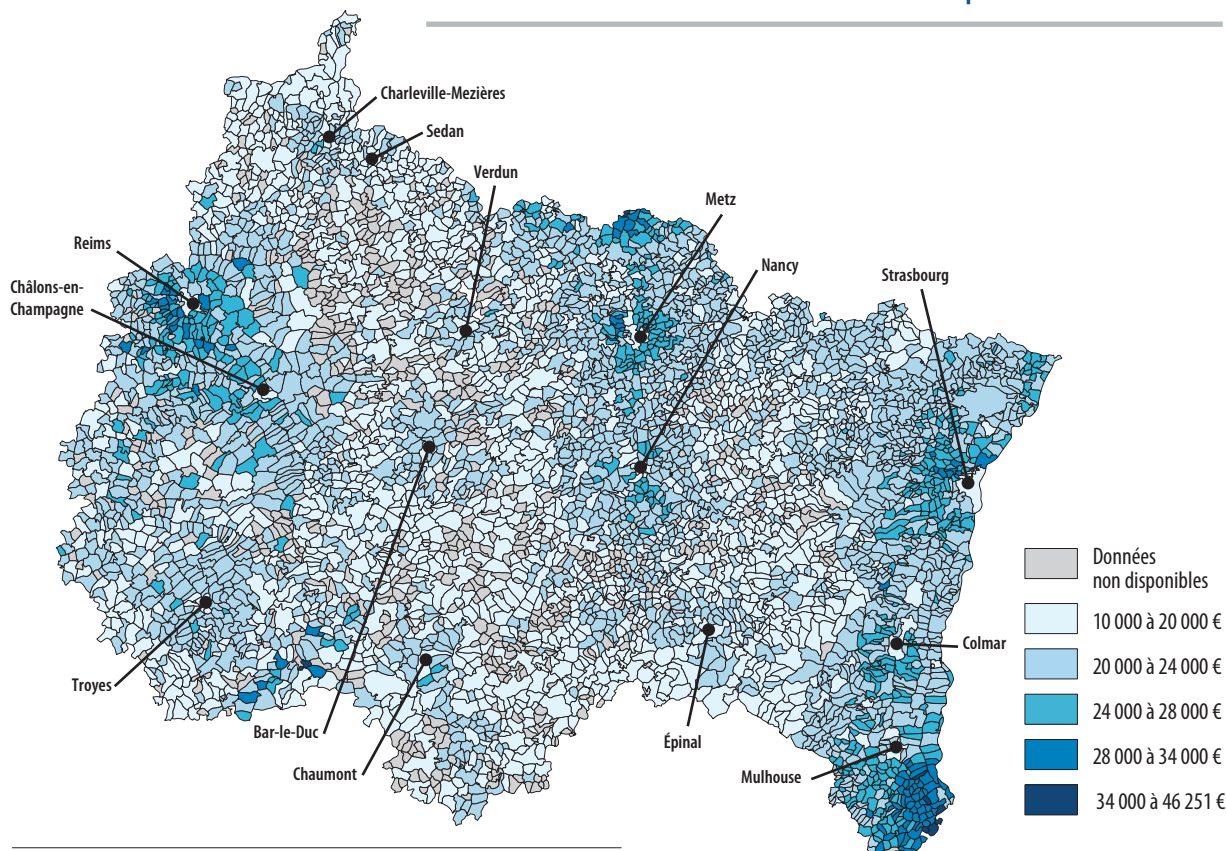 Charleville-Mezières
Sedan
Verdun
Metz
Nancy
Strasbourg
Reims
Châlons-en-
Champagne
Troyes
Bar-le-Duc
Chaumont
Épinal
Mulhouse
Colmar
Données
non disponibles
10 000 à 20 000 €
20 000 à 24 000 €
24 000 à 28 000 €
28 000 à 34 000 €
34 000 à 46 251 €